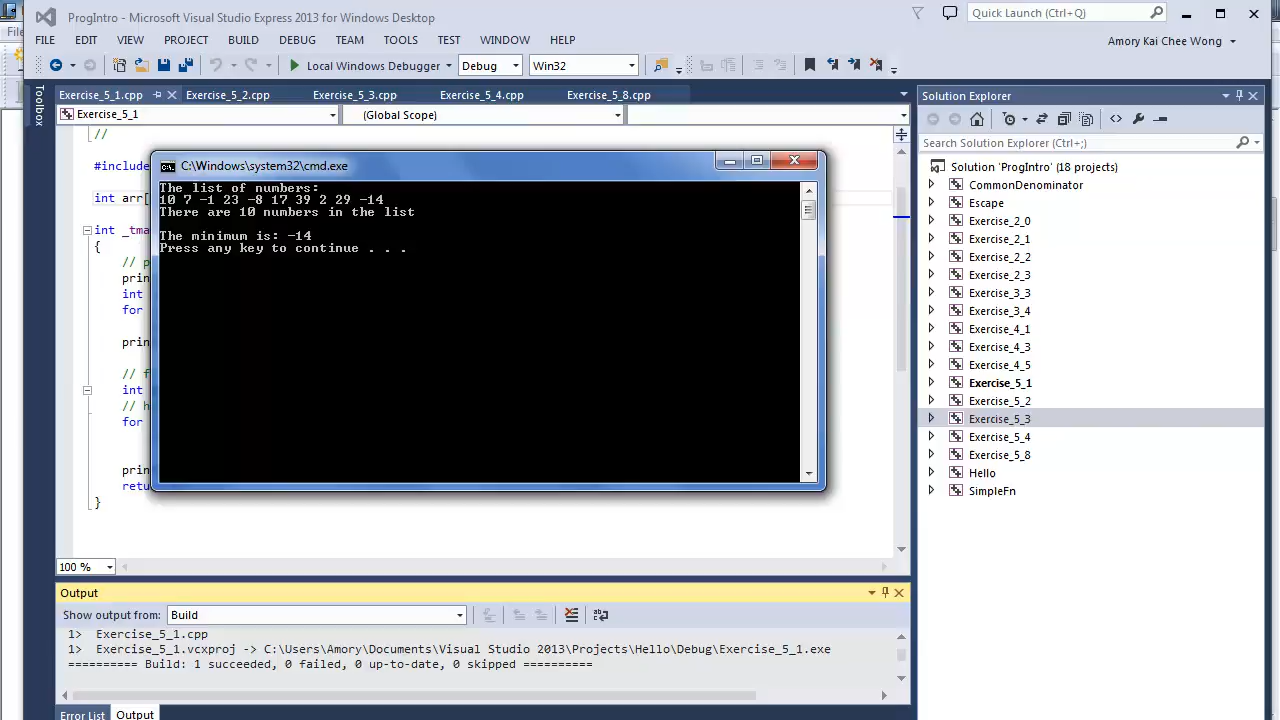 ProgIntro - Microsoft Visual Studio Express 2013 for Windows Desktop
Quick Launch (Ctrl+Q)
FILE EDIT VIEW PROJECT BUILD DEBUG TEAM TOOLS TEST WINDOW HELP
Amory Kai Chee Wong
Local Windows Debugger Debug Win32
Toolbox
Exercise_5_1.cpp Exercise_5_2.cpp Exercise_5_3.cpp Exercise_5_4.cpp Exercise_5_8.cpp
Exercise_5_1 (Global Scope)
//
#include
int arr[
int _tma
{
// p
prin
int
for
prin
// f
int
// h
for
prin
retu
}
C:\Windows\system32\cmd.exe
The list of numbers:
10 7 -1 23 -8 17 39 2 29 -14
There are 10 numbers in the list
The minimum is: -14
Press any key to continue . . .
100 %
Output
Show output from: Build
1> Exercise_5_1.cpp
1> Exercise_5_1.vcxproj -> C:\Users\Amory\Documents\Visual Studio 2013\Projects\Hello\Debug\Exercise_5_1.exe
========== Build: 1 succeeded, 0 failed, 0 up-to-date, 0 skipped ==========
Error List Output
Solution Explorer
Search Solution Explorer (Ctrl+;)
Solution 'ProgIntro' (18 projects)
CommonDenominator
Escape
Exercise_2_0
Exercise_2_1
Exercise_2_2
Exercise_2_3
Exercise_3_3
Exercise_3_4
Exercise_4_1
Exercise_4_3
Exercise_4_5
Exercise_5_1
Exercise_5_2
Exercise_5_3
Exercise_5_4
Exercise_5_8
Hello
SimpleFn